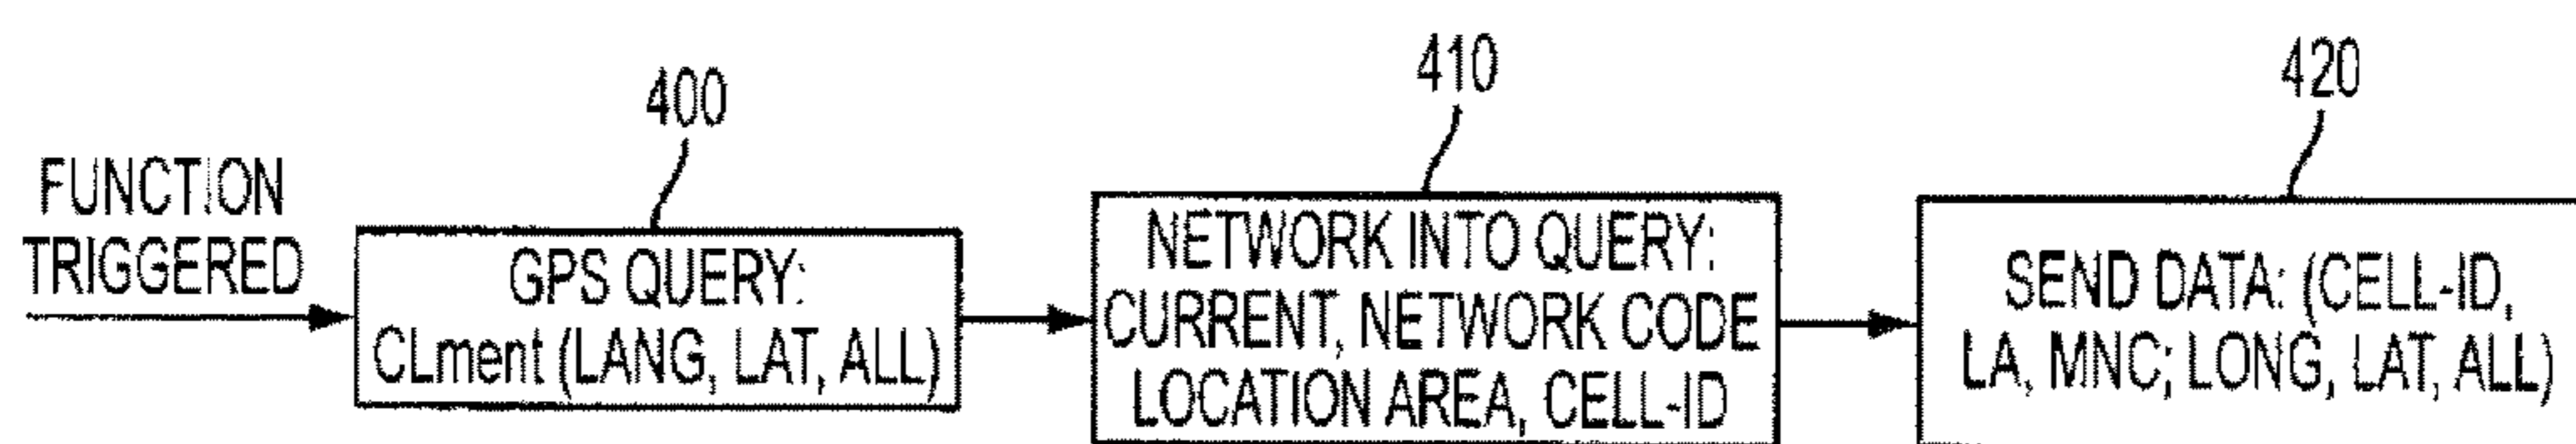 400
410
420
FUNCTION
TRIGGERED
GPS QUERY:
CLment (LANG, LAT, ALL)
NETWORK INTO QUERY:
CURRENT, NETWORK CODE
LOCATION AREA, CELL-ID
SEND DATA: (CELL-ID,
LA, MNC; LONG, LAT, ALL)